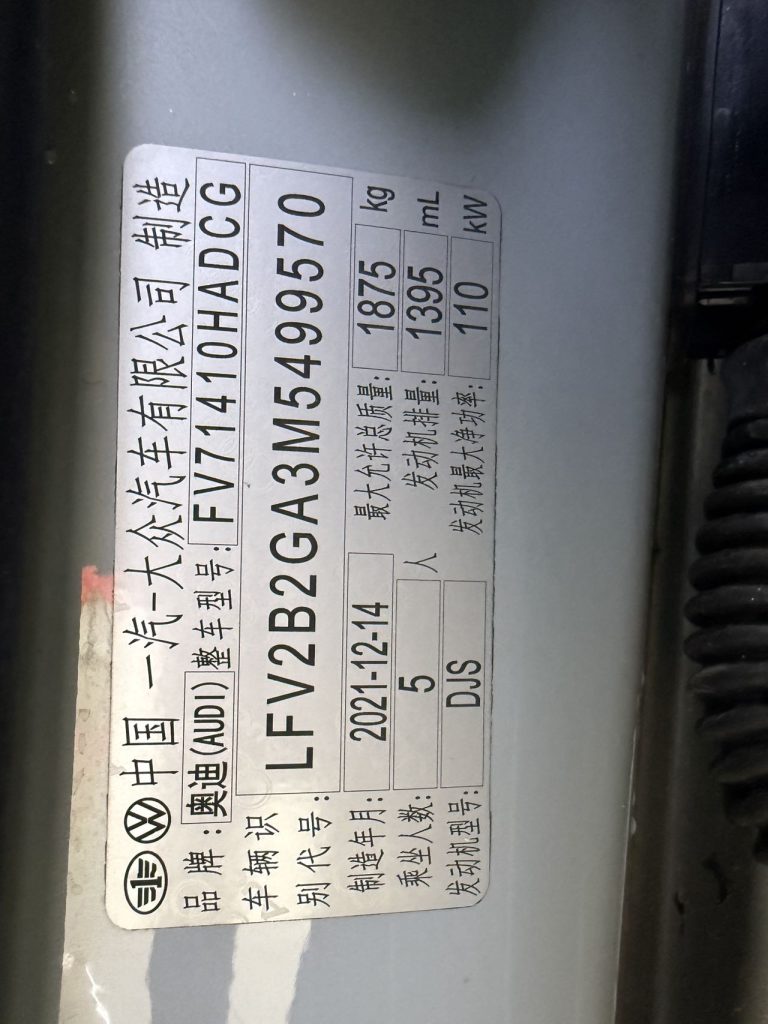 中国 一汽-大众汽车有限公司 制造
品牌: 奥迪(AUDI) 整车型号: FV71410HADCG
车辆识别代号: LFV2B2GA3M5499570
制造年月: 2021-12-14 最大允许总质量: 1875 kg
乘坐人数: 5 人 发动机排量: 1395 mL
发动机型号: DJS 发动机最大净功率: 110 kW